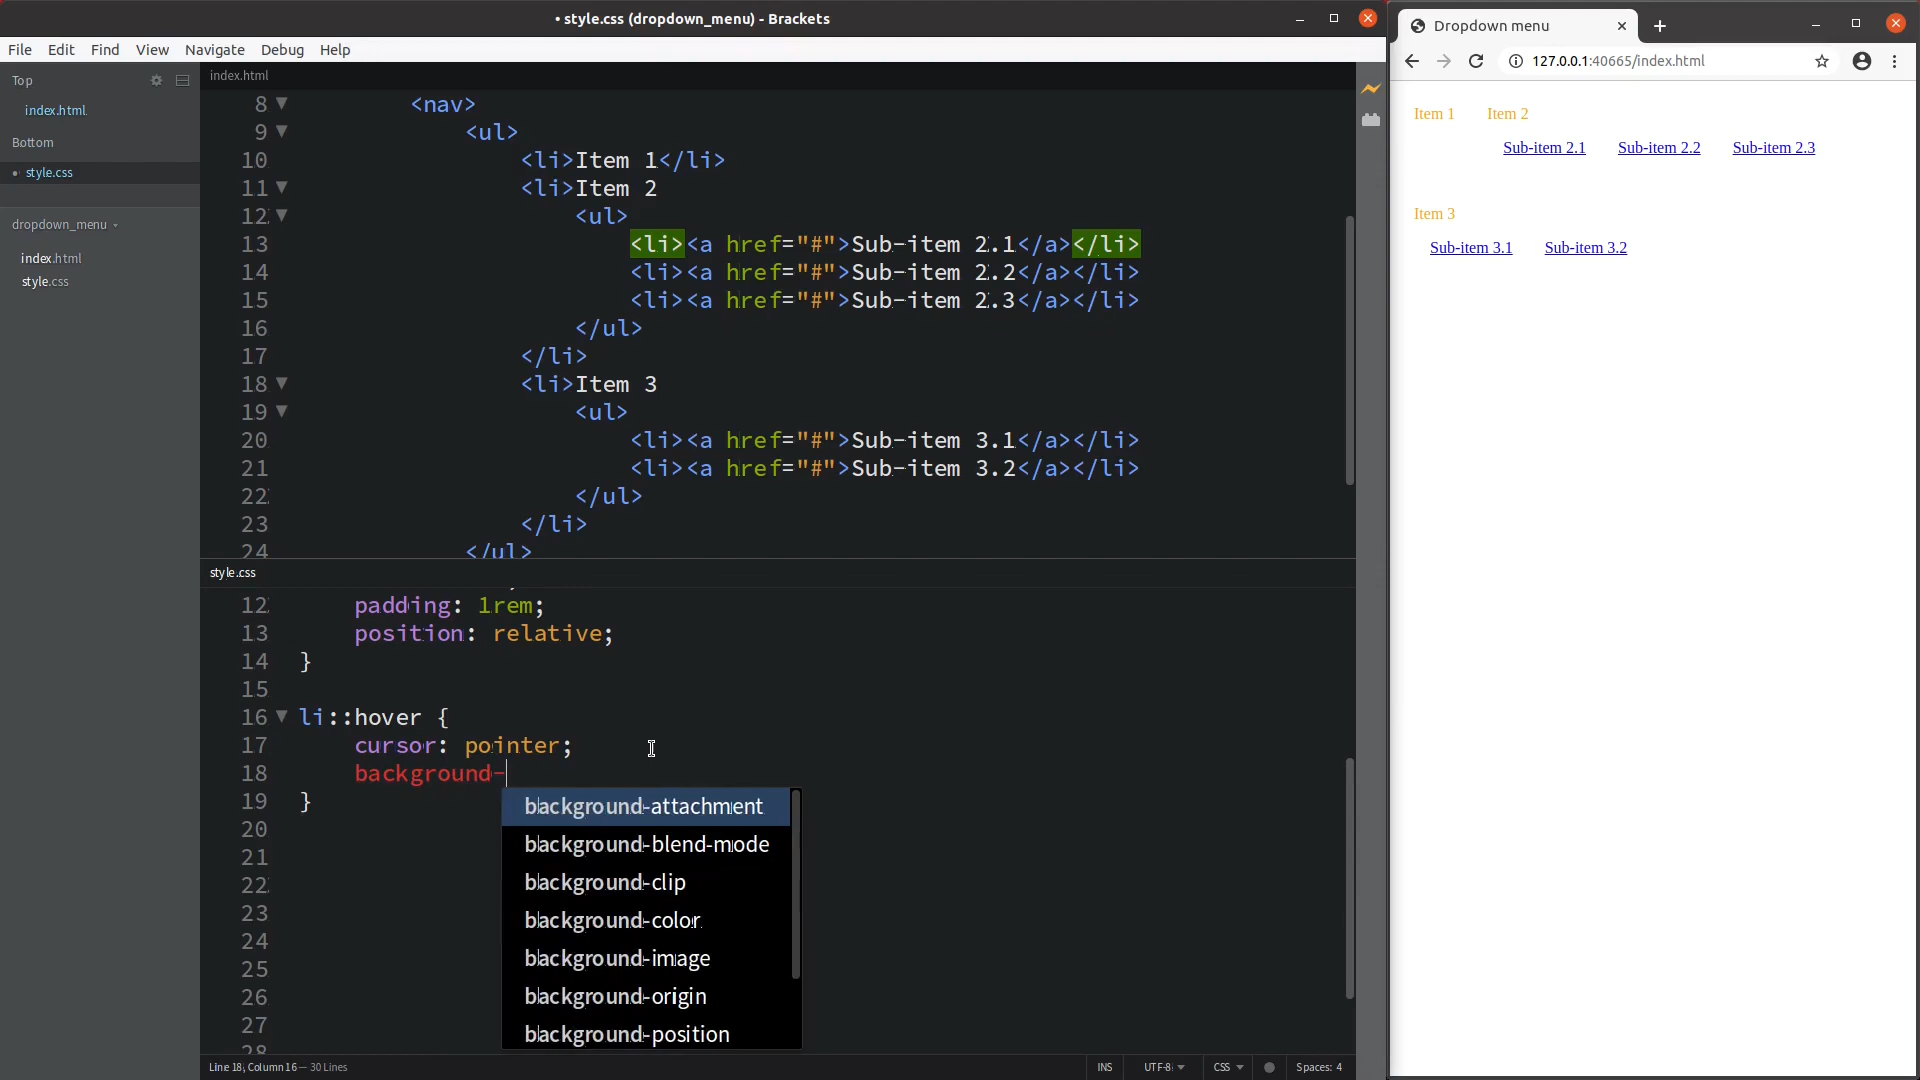 • style.css (dropdown_menu) - Brackets
File Edit Find View Navigate Debug Help
Top
index.html
Bottom
• style.css
dropdown_menu
index.html
style.css
index.html
8 <nav>
9 <ul>
10 <li>Item 1</li>
11 <li>Item 2
12 <ul>
13 <li><a href="#">Sub-item 2.1</a></li>
14 <li><a href="#">Sub-item 2.2</a></li>
15 <li><a href="#">Sub-item 2.3</a></li>
16 </ul>
17 </li>
18 <li>Item 3
19 <ul>
20 <li><a href="#">Sub-item 3.1</a></li>
21 <li><a href="#">Sub-item 3.2</a></li>
22 </ul>
23 </li>
24 </ul>
style.css
12 padding: 1rem;
13 position: relative;
14 }
15
16 li::hover {
17 cursor: pointer;
18 background-
19 }
20
21
22
23
24
25
26
27
28
background-attachment
background-blend-mode
background-clip
background-color
background-image
background-origin
background-position
Line 18, Column 16 — 30 Lines
INS UTF-8 CSS Spaces: 4
Dropdown menu
127.0.0.1:40665/index.html
Item 1 Item 2
Sub-item 2.1 Sub-item 2.2 Sub-item 2.3
Item 3
Sub-item 3.1 Sub-item 3.2